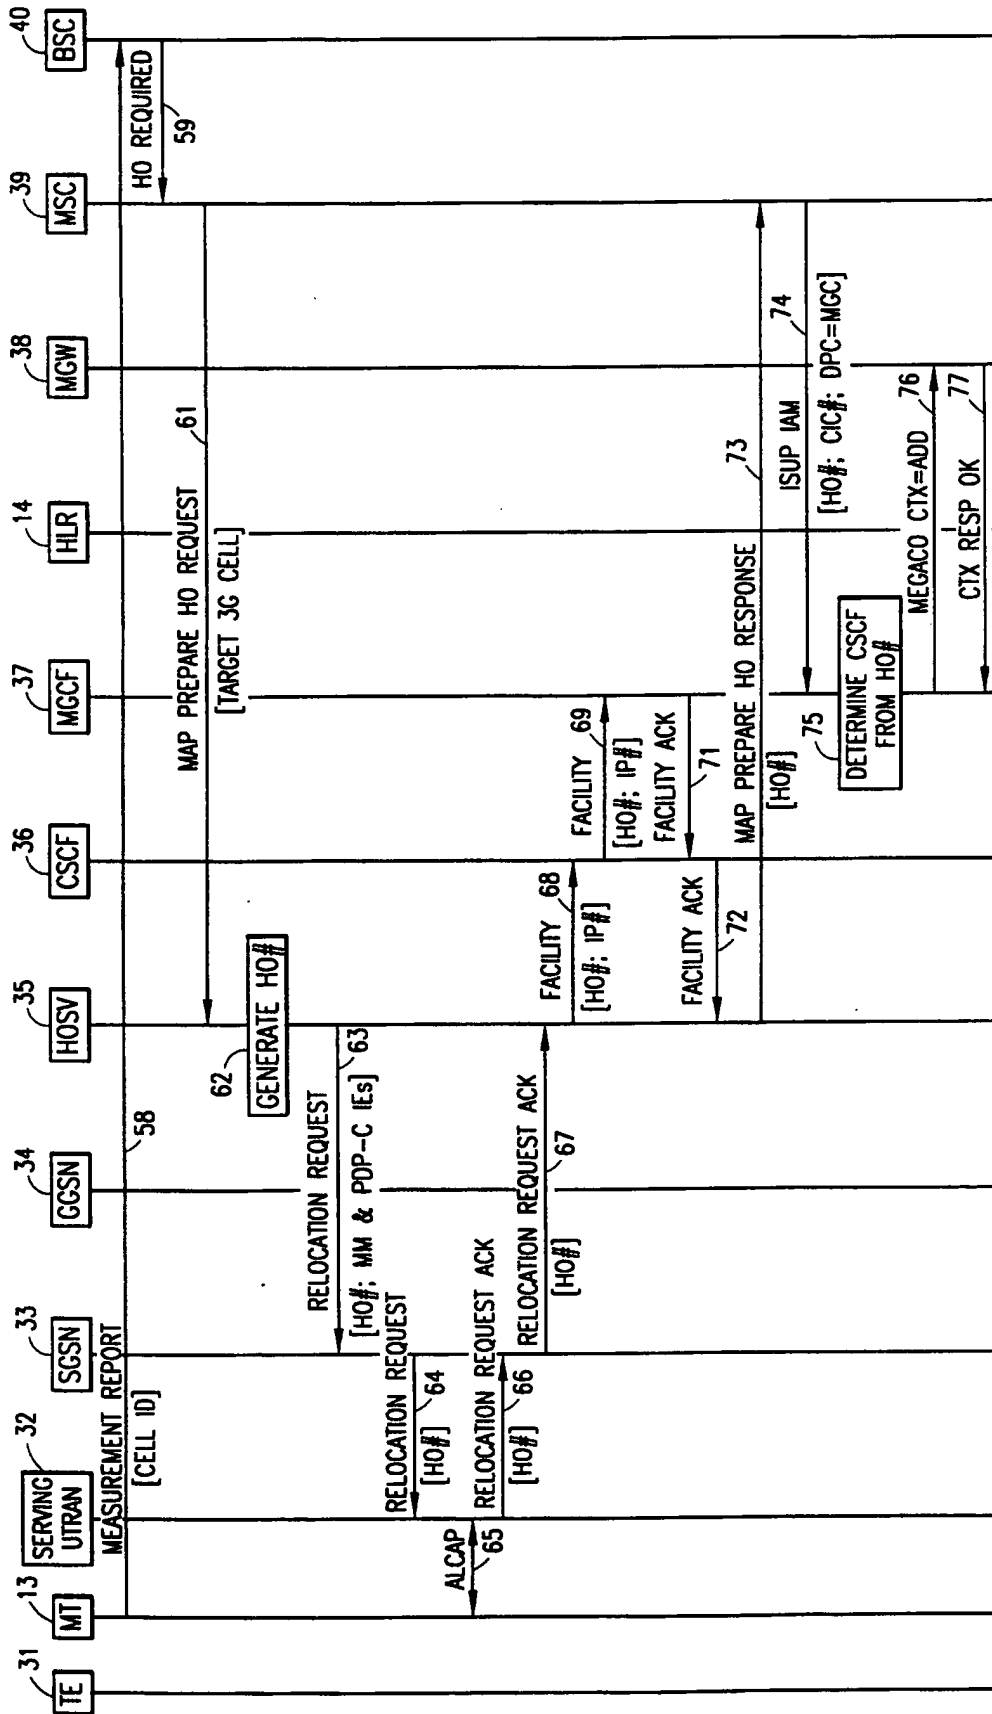 31
TE
13
MT
32
SERVING
UTRAN
33
SGSN
34
GGSN
35
HOSV
36
CSCF
37
MGCF
14
HLR
38
MGW
39
MSC
40
BSC
MEASUREMENT REPORT
[CELL ID]
58
HO REQUIRED
59
MAP PREPARE HO REQUEST
61
[TARGET 3G CELL]
62
GENERATE HO#
RELOCATION REQUEST
63
[HO#; MM & PDP-C IEs]
RELOCATION REQUEST
64
[HO#]
ALCAP
65
RELOCATION REQUEST ACK
66
[HO#]
RELOCATION REQUEST ACK
67
[HO#]
FACILITY
68
[HO#; IP#]
FACILITY
69
[HO#; IP#]
FACILITY ACK
71
FACILITY ACK
72
MAP PREPARE HO RESPONSE
73
[HO#]
ISUP IAM
74
[HO#; CIC#; DPC=MGC]
75
DETERMINE CSCF
FROM HO#
MEGACO CTX=ADD
76
CTX RESP OK
77